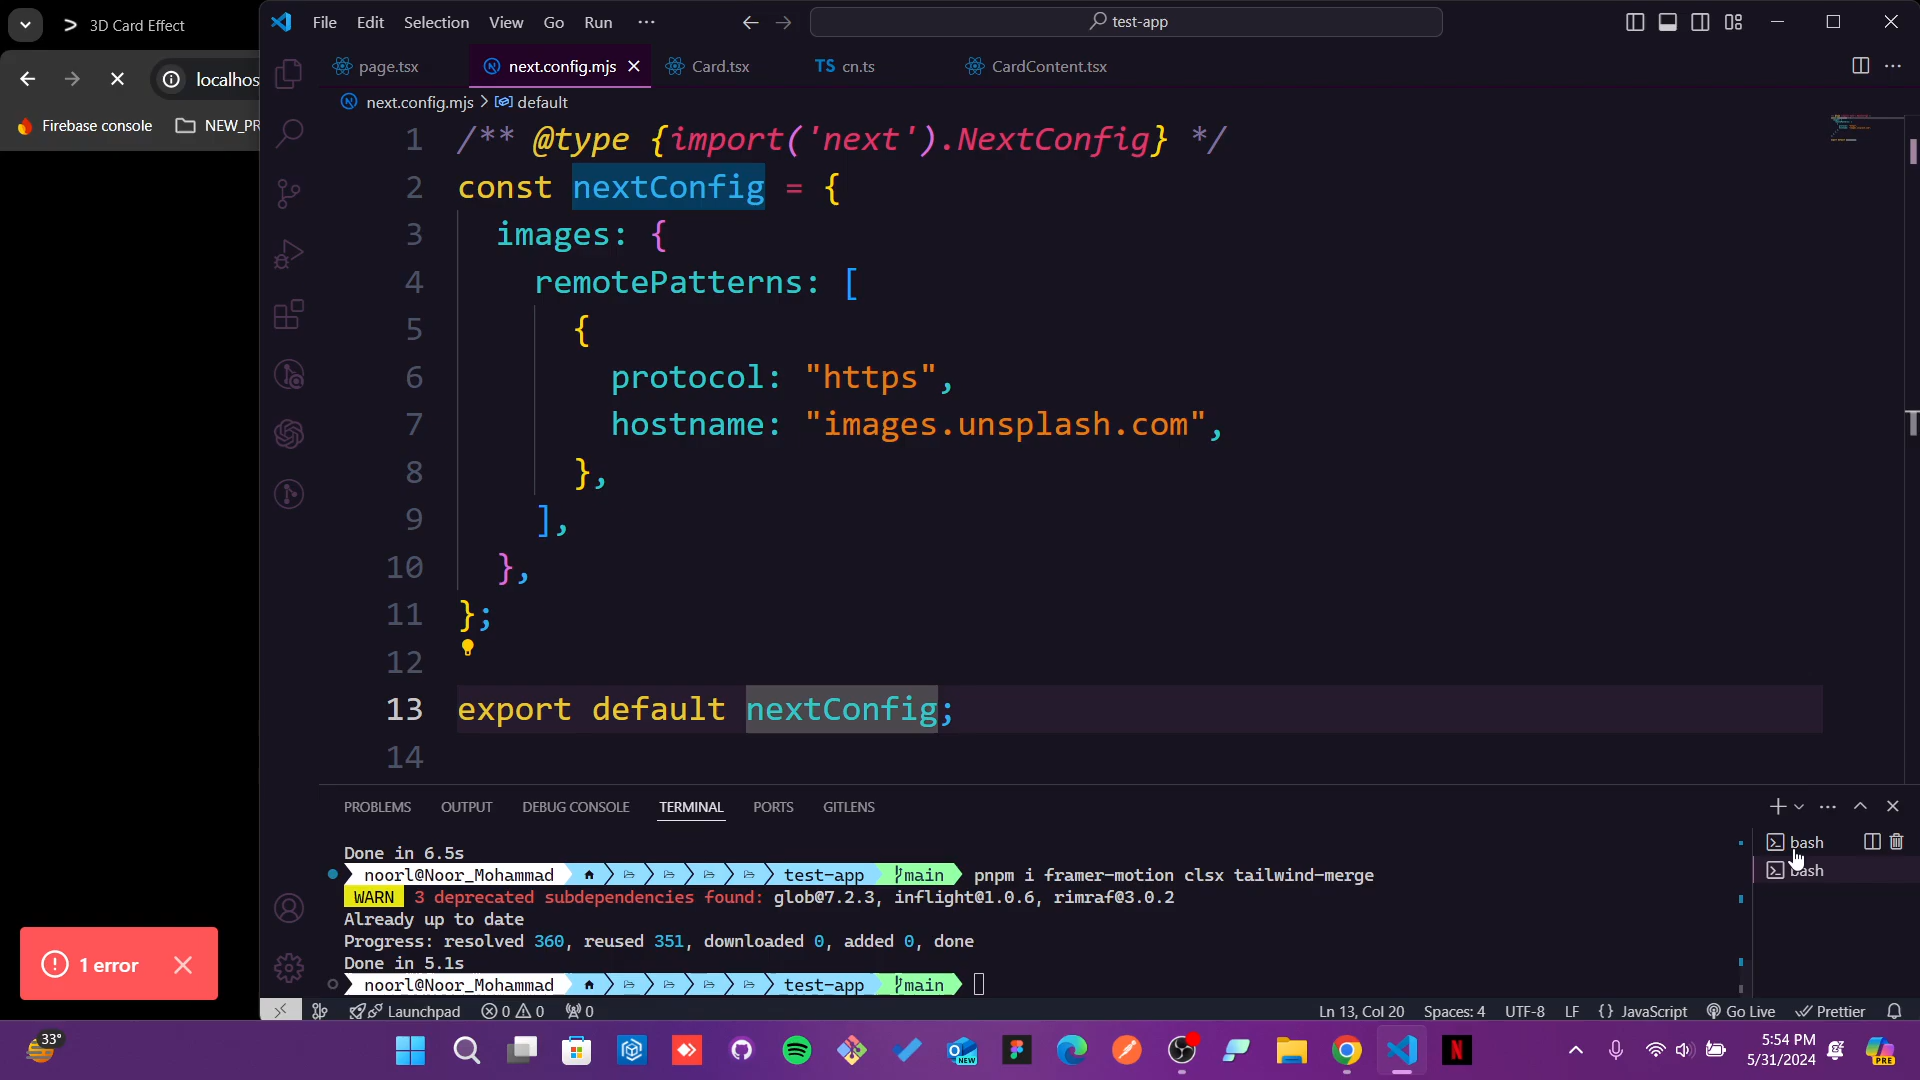 3D Card Effect
File Edit Selection View Go Run ···
test-app
page.tsx next.config.mjs Card.tsx TS cn.ts CardContent.tsx
localhos
next.config.mjs > default
Firebase console NEW_PR
1 /** @type {import('next').NextConfig} */
2 const nextConfig = {
3 images: {
4 remotePatterns: [
5 {
6 protocol: "https",
7 hostname: "images.unsplash.com",
8 },
9 ],
10 },
11 };
12
13 export default nextConfig;
14
PROBLEMS OUTPUT DEBUG CONSOLE TERMINAL PORTS GITLENS
Done in 6.5s
noorl@Noor_Mohammad test-app main pnpm i framer-motion clsx tailwind-merge
WARN 3 deprecated subdependencies found: glob@7.2.3, inflight@1.0.6, rimraf@3.0.2
Already up to date
Progress: resolved 360, reused 351, downloaded 0, added 0, done
Done in 5.1s
noorl@Noor_Mohammad test-app main
bash
bash
1 error
Launchpad 0 0 0 Ln 13, Col 20 Spaces: 4 UTF-8 LF {} JavaScript Go Live Prettier
33° NEW N 5:54 PM PRE
5/31/2024